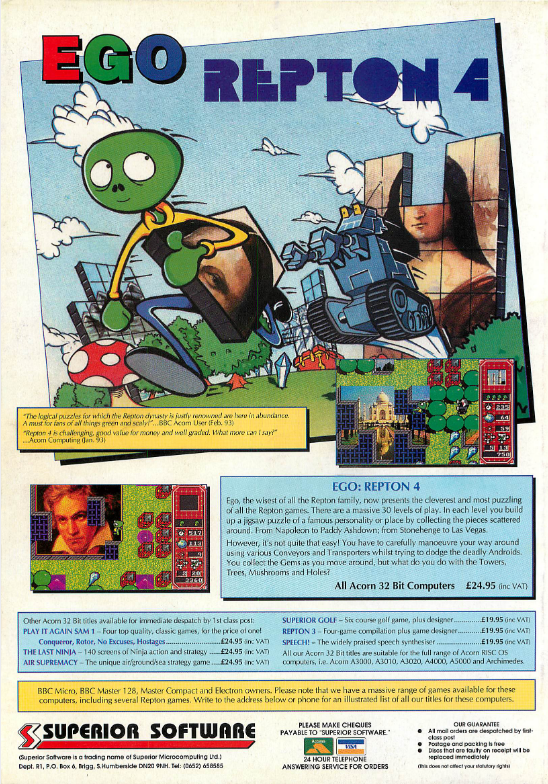 EGO REPTON 4
"The logical puzzles for which the Repton dynasty is justly renowned are here in abundance.
A must for fans of all things green and scaly!"...BBC Acorn User (Feb. 93)
"Repton 4 is challenging, good value for money and well graded. What more can I say?"
...Acorn Computing (Jan. 93)
EGO: REPTON 4
Ego, the wisest of all the Repton family, now presents the cleverest and most puzzling
of all the Repton games. There are a massive 30 levels of play. In each level you build
up a jigsaw puzzle of a famous personality or place by collecting the pieces scattered
around. From Napoleon to Paddy Ashdown; from Stonehenge to Las Vegas.
However, it's not quite that easy! You have to carefully manoeuvre your way around
using various Conveyors and Transporters whilst trying to dodge the deadly Androids.
You collect the Gems as you move around, but what do you do with the Towers,
Trees, Mushrooms and Holes?
All Acorn 32 Bit Computers £24.95 (inc VAT)
Other Acorn 32 Bit titles available for immediate despatch by 1st class post:
PLAY IT AGAIN SAM 1 – Four top quality, classic games, for the price of one!
Conqueror, Rotor, No Excuses, Hostages ........................£24.95 (inc VAT)
THE LAST NINJA – 140 screens of Ninja action and strategy .....£24.95 (inc VAT)
AIR SUPREMACY – The unique air/ground/sea strategy game ....£24.95 (inc VAT)
SUPERIOR GOLF – Six course golf game, plus designer..............£19.95 (inc VAT)
REPTON 3 – Four-game compilation plus game designer...........£19.95 (inc VAT)
SPEECH! – The widely praised speech synthesiser ....................£19.95 (inc VAT)
All our Acorn 32 Bit titles are suitable for the full range of Acorn RISC OS
computers, i.e. Acorn A3000, A3010, A3020, A4000, A5000 and Archimedes.
BBC Micro, BBC Master 128, Master Compact and Electron owners. Please note that we have a massive range of games available for these
computers, including several Repton games. Write to the address below or phone for an illustrated list of all our titles for these computers.
SUPERIOR SOFTWARE
(Superior Software is a trading name of Superior Microcomputing Ltd.)
Dept. R1, P.O. Box 6, Brigg, S.Humberside DN20 9NH. Tel: (0652) 658585
PLEASE MAKE CHEQUES
PAYABLE TO "SUPERIOR SOFTWARE."
VISA
24 HOUR TELEPHONE
ANSWERING SERVICE FOR ORDERS
OUR GUARANTEE
● All mail orders are despatched by first-
class post
● Postage and packing is free
● Discs that are faulty on receipt will be
replaced immediately
(this does not affect your statutory rights)